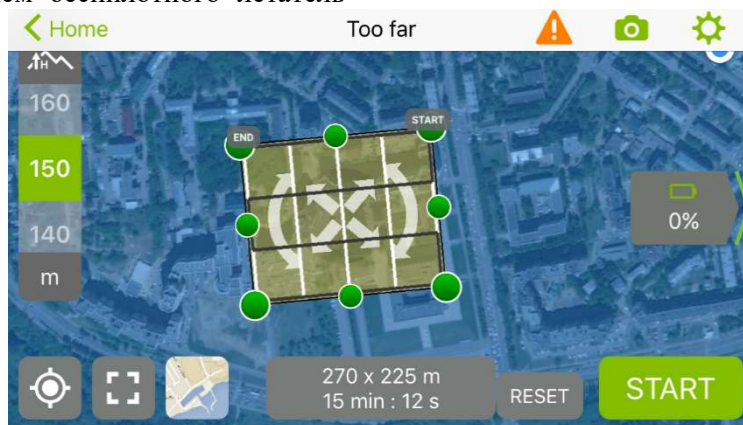 Home
Too far
160
150
140
m
END
START
0%
270 x 225 m
15 min : 12 s
RESET
START